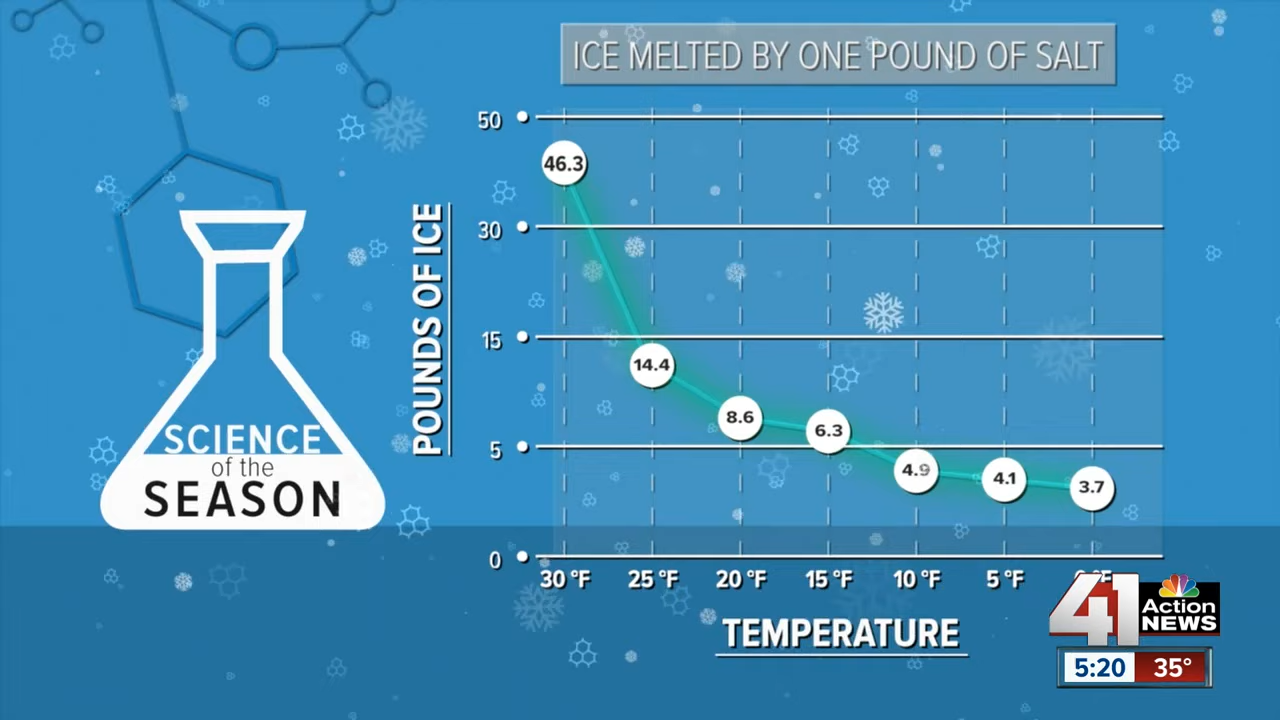 ICE MELTED BY ONE POUND OF SALT
50
46.3
30
POUNDS OF ICE
15
14.4
8.6
6.3
5
4.9
4.1
3.7
0
30 °F 25 °F 20 °F 15 °F 10 °F 5 °F
TEMPERATURE
SCIENCE
of the
SEASON
41
Action
NEWS
5:20 35°